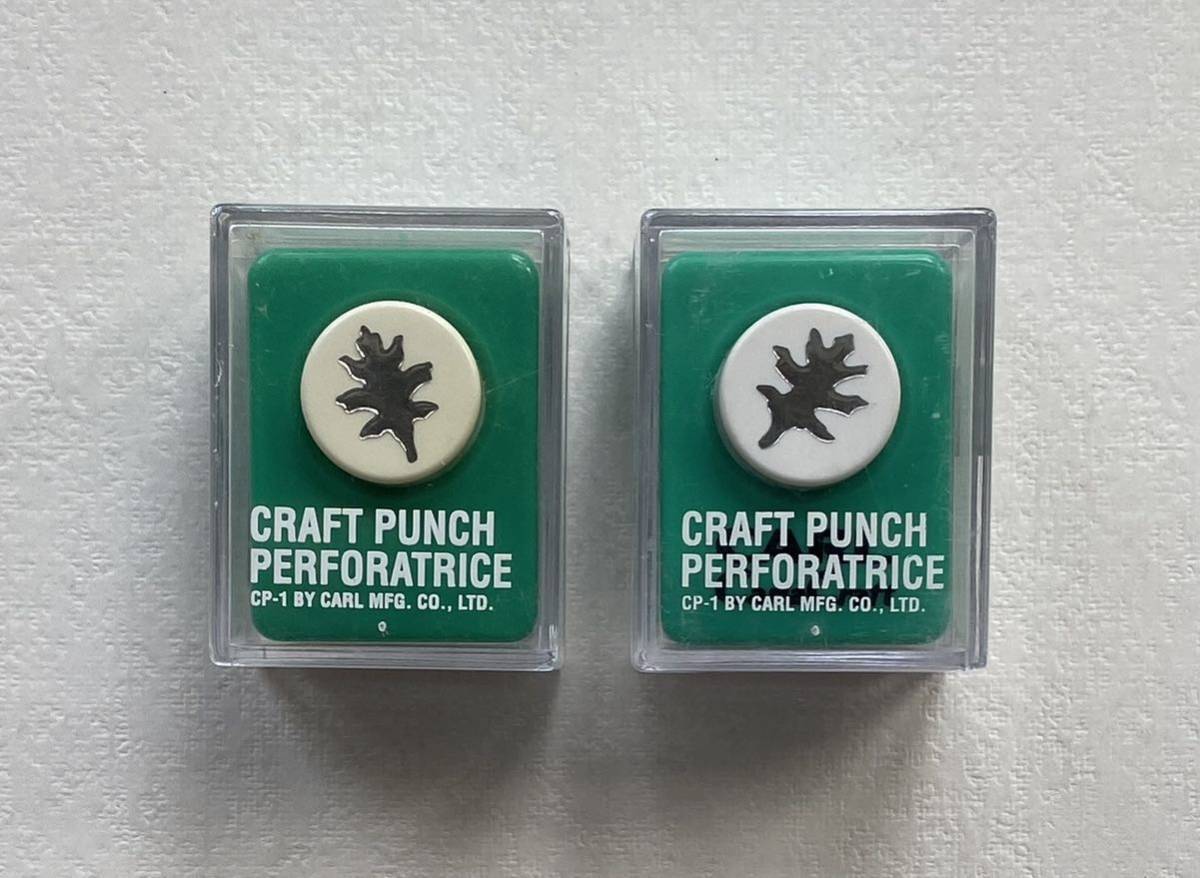 CRAFT PUNCH
PERFORATRICE
CP-1 BY CARL MFG. CO., LTD.
CRAFT PUNCH
PERFORATRICE
CP-1 BY CARL MFG. CO., LTD.